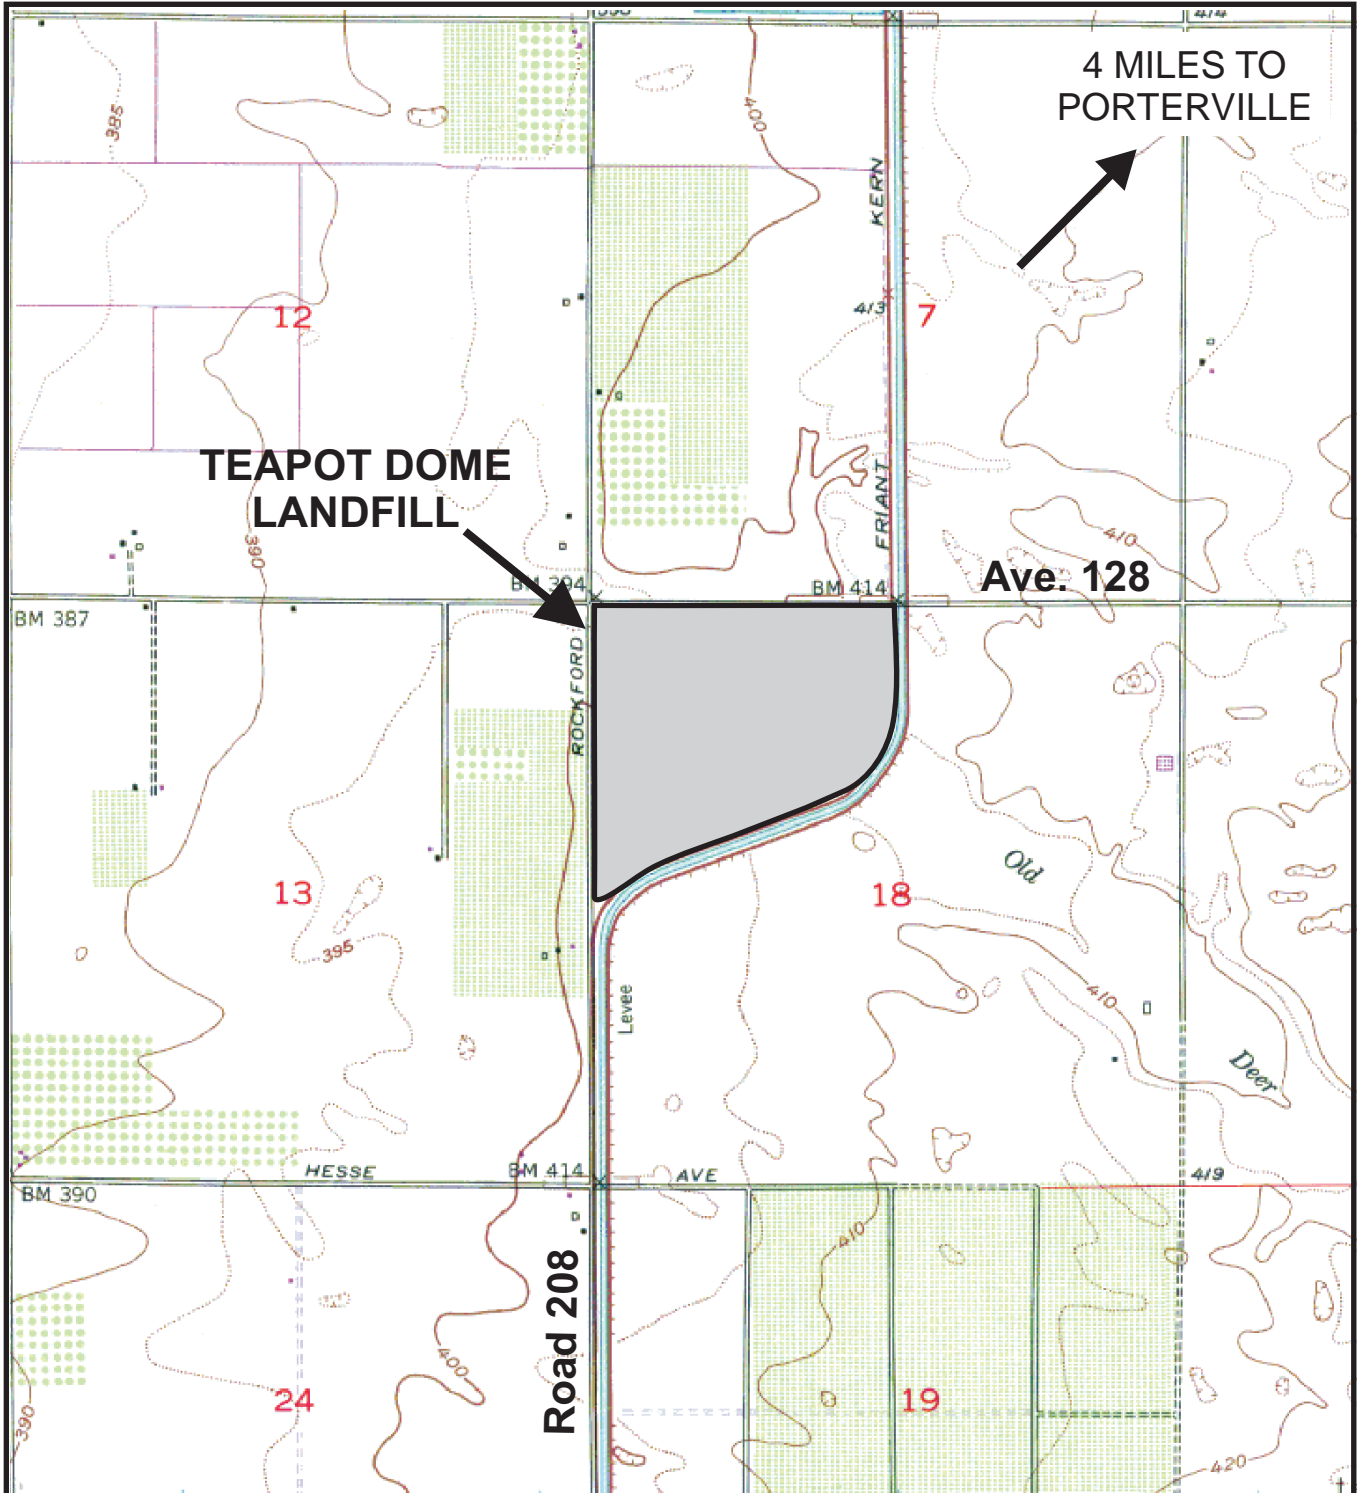 398
414
4 MILES TO
PORTERVILLE
385
400
KERN
12
413
7
TEAPOT DOME
LANDFILL
FRIANT
390
410
BM 394
BM 414
Ave. 128
BM 387
ROCKFORD
Old
13
18
395
410
Levee
Deer
HESSE
BM 414
AVE
419
BM 390
410
Road 208
400
24
19
390
420